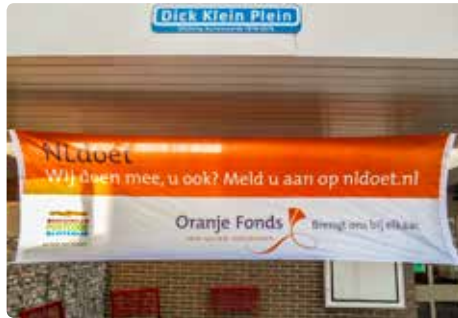 Dick Klein Plein
NLdoet
Wij doen mee, u ook? Meld u aan op nldoet.nl
Oranje Fonds
Brengt ons bij elkaar